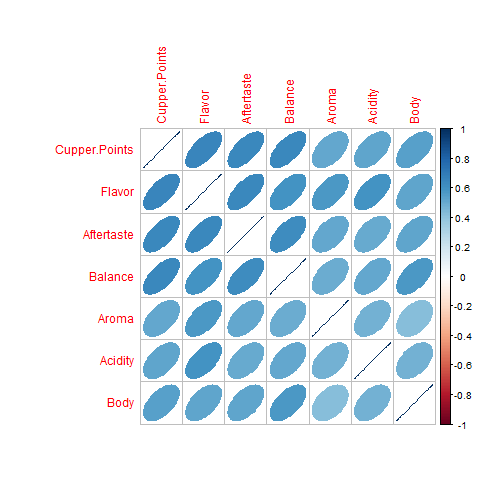 Cupper.Points
Flavor
Aftertaste
Balance
Aroma
Acidity
Body
Cupper.Points
Flavor
Aftertaste
Balance
Aroma
Acidity
Body
1
0.8
0.6
0.4
0.2
0
-0.2
-0.4
-0.6
-0.8
-1